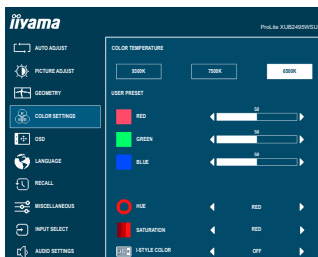 iiyama
ProLite XUB2495WSU
AUTO ADJUST
COLOR TEMPERATURE
PICTURE ADJUST
9300K
7500K
6500K
GEOMETRY
USER PRESET
COLOR SETTINGS
RED
50
OSD
GREEN
50
LANGUAGE
BLUE
50
RECALL
MISCELLANEOUS
HUE
RED
INPUT SELECT
SATURATION
RED
AUDIO SETTINGS
I-STYLE COLOR
OFF